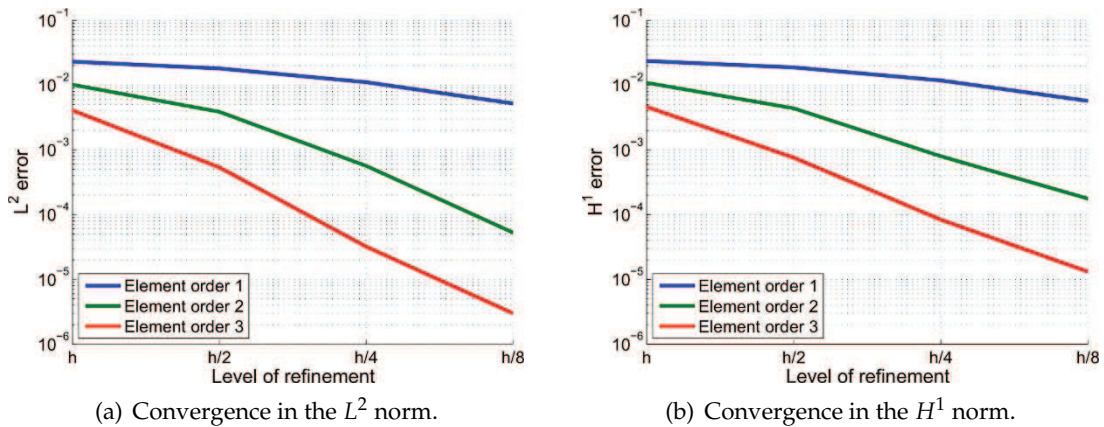 10^-1
10^-2
10^-3
10^-4
10^-5
10^-6
L^2 error
Element order 1
Element order 2
Element order 3
h
h/2
h/4
h/8
Level of refinement
(a) Convergence in the L^2 norm.
10^-1
10^-2
10^-3
10^-4
10^-5
10^-6
H^1 error
Element order 1
Element order 2
Element order 3
h
h/2
h/4
h/8
Level of refinement
(b) Convergence in the H^1 norm.